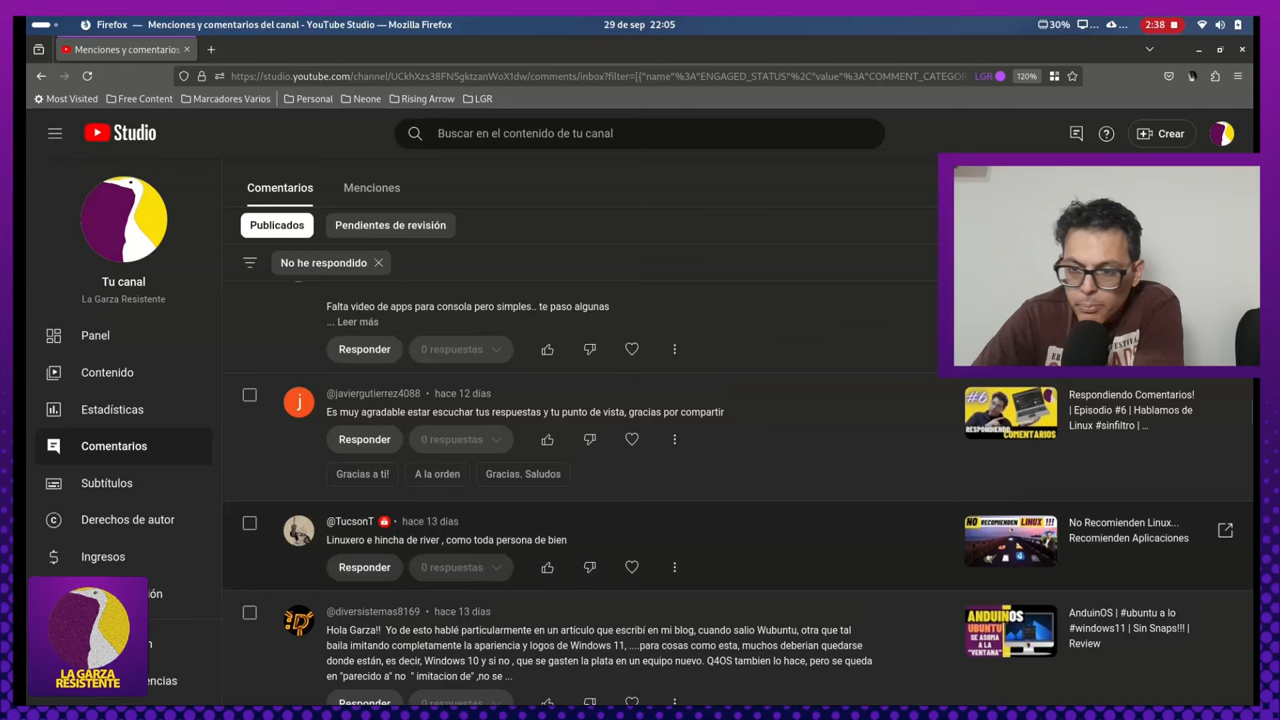 Firefox — Menciones y comentarios del canal - YouTube Studio — Mozilla Firefox
29 de sep 22:05
30%
2:38
Menciones y comentarios
https://studio.youtube.com/channel/UCkhXzs38FN5gktzanWoX1dw/comments/inbox?filter=[{"name"%3A"ENGAGED_STATUS"%2C"value"%3A"COMMENT_CATEGOR
LGR
120%
Most Visited
Free Content
Marcadores Varios
Personal
Neone
Rising Arrow
LGR
Studio
Buscar en el contenido de tu canal
Crear
Tu canal
La Garza Resistente
Panel
Contenido
Estadísticas
Comentarios
Subtítulos
Derechos de autor
Ingresos
LA GARZA
RESISTENTE
Comentarios
Menciones
Publicados
Pendientes de revisión
No he respondido
Falta video de apps para consola pero simples.. te paso algunas
... Leer más
Responder
0 respuestas
@javiergutierrez4088 • hace 12 días
Es muy agradable estar escuchar tus respuestas y tu punto de vista, gracias por compartir
Responder
0 respuestas
Gracias a ti!
A la orden
Gracias. Saludos
#6
RESPONDIENDO
COMENTARIOS
Respondiendo Comentarios!
| Episodio #6 | Hablamos de
Linux #sinfiltro | ...
@TucsonT • hace 13 días
Linuxero e hincha de river , como toda persona de bien
Responder
0 respuestas
NO RECOMIENDEN LINUX !!!
No Recomienden Linux...
Recomienden Aplicaciones
@diversistemas8169 • hace 13 días
Hola Garza!! Yo de esto hablé particularmente en un artículo que escribí en mi blog, cuando salio Wubuntu, otra que tal
baila imitando completamente la apariencia y logos de Windows 11, ....para cosas como esta, muchos deberian quedarse
donde están, es decir, Windows 10 y si no , que se gasten la plata en un equipo nuevo. Q4OS tambien lo hace, pero se queda
en "parecido a" no " imitacion de" ,no se ...
Responder
0 respuestas
ANDUINOS
UBUNTU
SE ASOMA
A LA
"VENTANA"
AnduinOS | #ubuntu a lo
#windows11 | Sin Snaps!!! |
Review